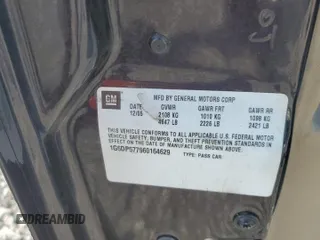 GM
MFD BY GENERAL MOTORS CORP
DATE GVWR GAWR FRT GAWR RR
12/05 2108 KG 1010 KG 1098 KG
4647 LB 2226 LB 2421 LB
THIS VEHICLE CONFORMS TO ALL APPLICABLE U.S. FEDERAL MOTOR
VEHICLE SAFETY, BUMPER, AND THEFT PREVENTION STANDARDS IN
EFFECT ON THE DATE OF MANUFACTURE SHOWN ABOVE.
1G6DP577960164629
TYPE: PASS CAR
DREAMBID